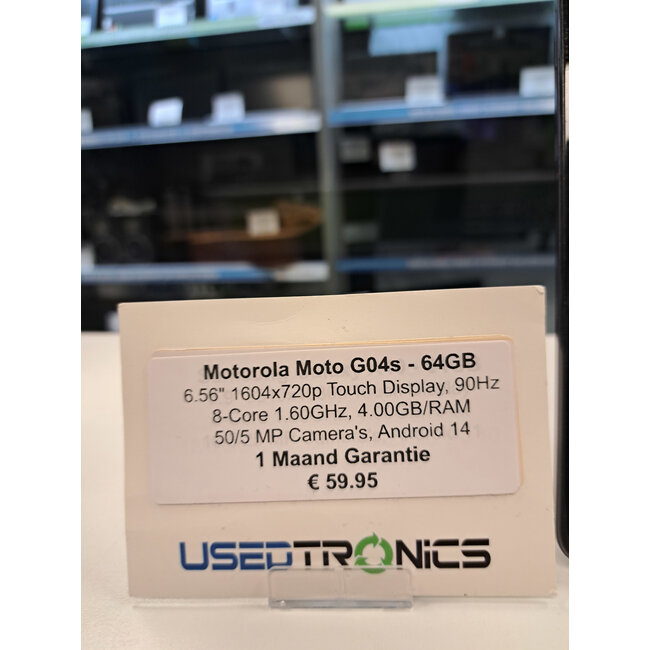 Motorola Moto G04s - 64GB
6.56" 1604x720p Touch Display, 90Hz
8-Core 1.60GHz, 4.00GB/RAM
50/5 MP Camera's, Android 14
1 Maand Garantie
€ 59.95
USEDTRONiCS